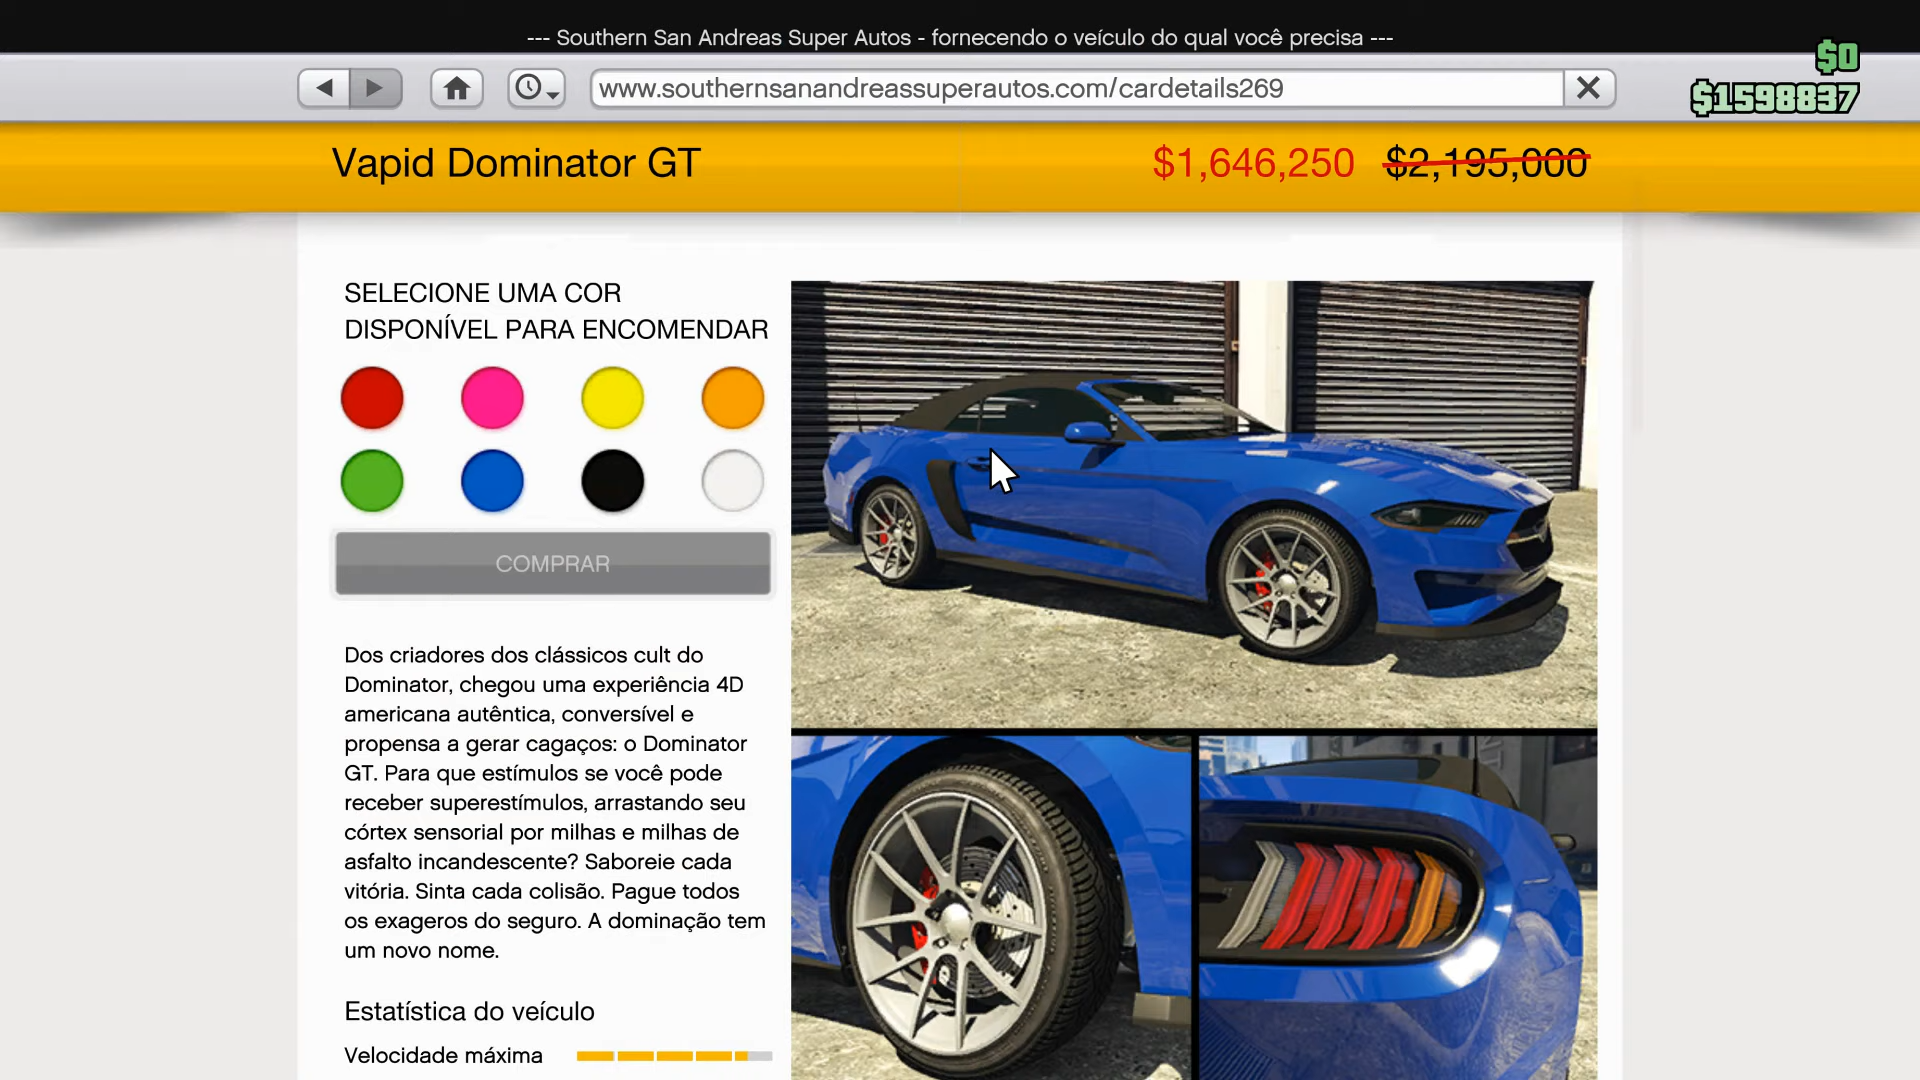 --- Southern San Andreas Super Autos - fornecendo o veículo do qual você precisa ---
$0
www.southernsanandreassuperautos.com/cardetails269
$1598837
Vapid Dominator GT
$1,646,250 $2,195,000
SELECIONE UMA COR
DISPONÍVEL PARA ENCOMENDAR
COMPRAR
Dos criadores dos clássicos cult do
Dominator, chegou uma experiência 4D
americana autêntica, conversível e
propensa a gerar cagaços: o Dominator
GT. Para que estímulos se você pode
receber superestímulos, arrastando seu
córtex sensorial por milhas e milhas de
asfalto incandescente? Saboreie cada
vitória. Sinta cada colisão. Pague todos
os exageros do seguro. A dominação tem
um novo nome.
Estatística do veículo
Velocidade máxima